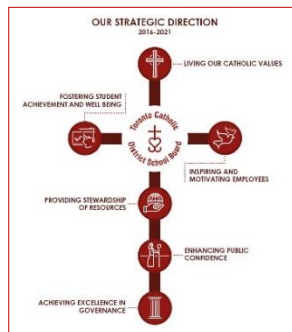 OUR STRATEGIC DIRECTION
2016-2021
LIVING OUR CATHOLIC VALUES
FOSTERING STUDENT
ACHIEVEMENT AND WELL BEING
Toronto Catholic
District School Board
INSPIRING AND
MOTIVATING EMPLOYEES
PROVIDING STEWARDSHIP
OF RESOURCES
ENHANCING PUBLIC
CONFIDENCE
ACHIEVING EXCELLENCE IN
GOVERNANCE